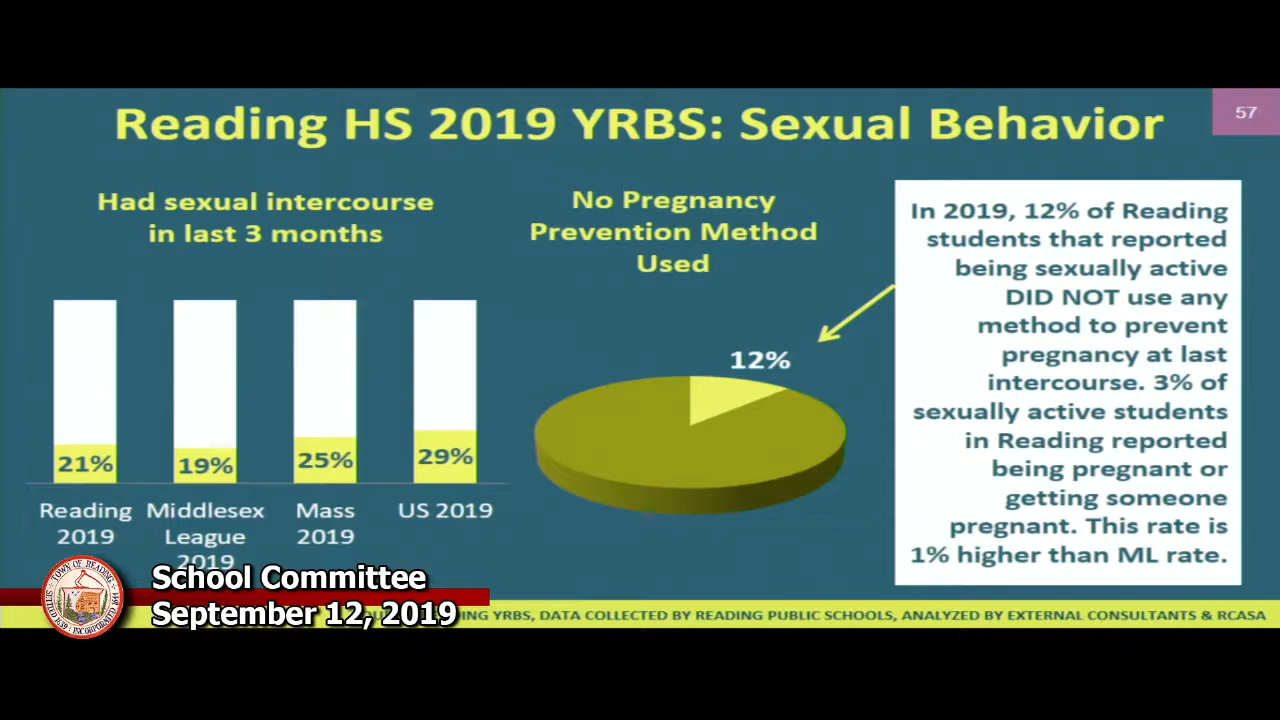 Reading HS 2019 YRBS: Sexual Behavior
57
Had sexual intercourse
in last 3 months
21%
19%
25%
29%
Reading
2019
Middlesex
League
2019
Mass
2019
US 2019
No Pregnancy
Prevention Method
Used
12%
In 2019, 12% of Reading
students that reported
being sexually active
DID NOT use any
method to prevent
pregnancy at last
intercourse. 3% of
sexually active students
in Reading reported
being pregnant or
getting someone
pregnant. This rate is
1% higher than ML rate.
TOWN OF READING
School Committee
September 12, 2019
YRBS, DATA COLLECTED BY READING PUBLIC SCHOOLS, ANALYZED BY EXTERNAL CONSULTANTS & RCASA